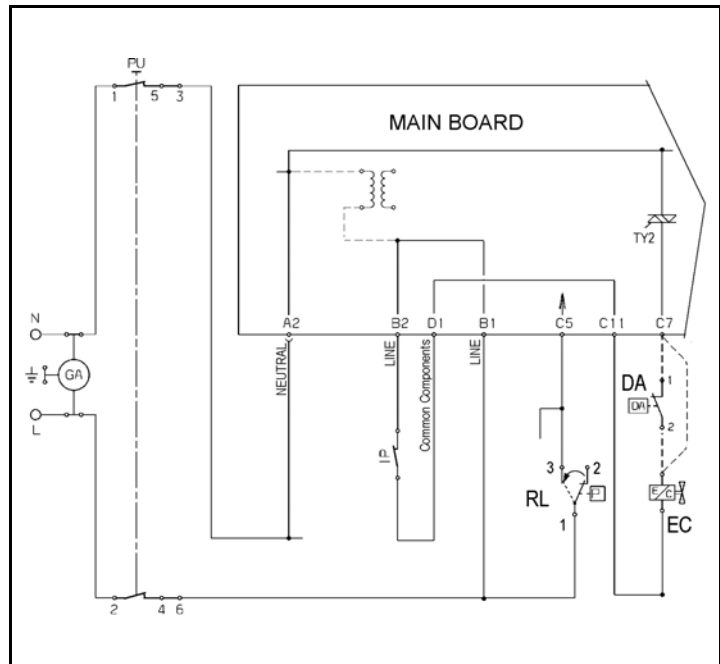 PU
1 5 3
MAIN BOARD
TY2
N
A2 B2 D1 B1 C5 C11 C7
NEUTRAL
LINE
Common Components
LINE
GA
L
DA
1
DA
2
IP
3 2
RL
P
1
E/C
EC
2 4 6